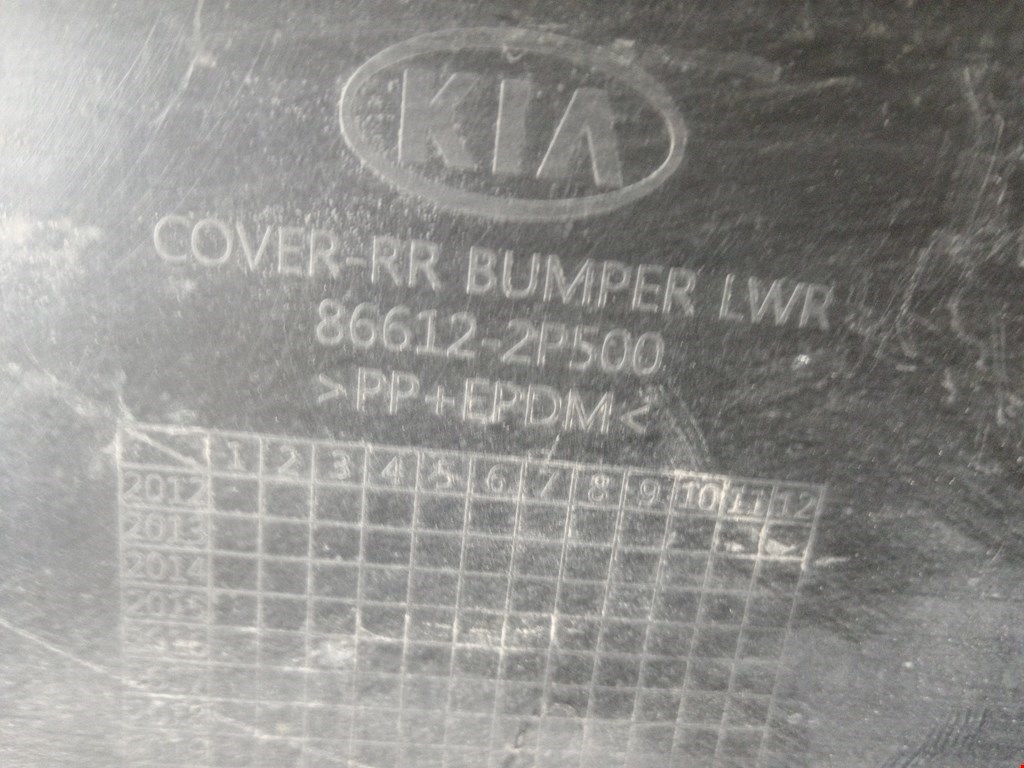 KIA
COVER-RR BUMPER LWR
86612-2P500
>PP+EPDM<
1 2 3 4 5 6 7 8 9 10 11 12
2012
2013
2014
2015